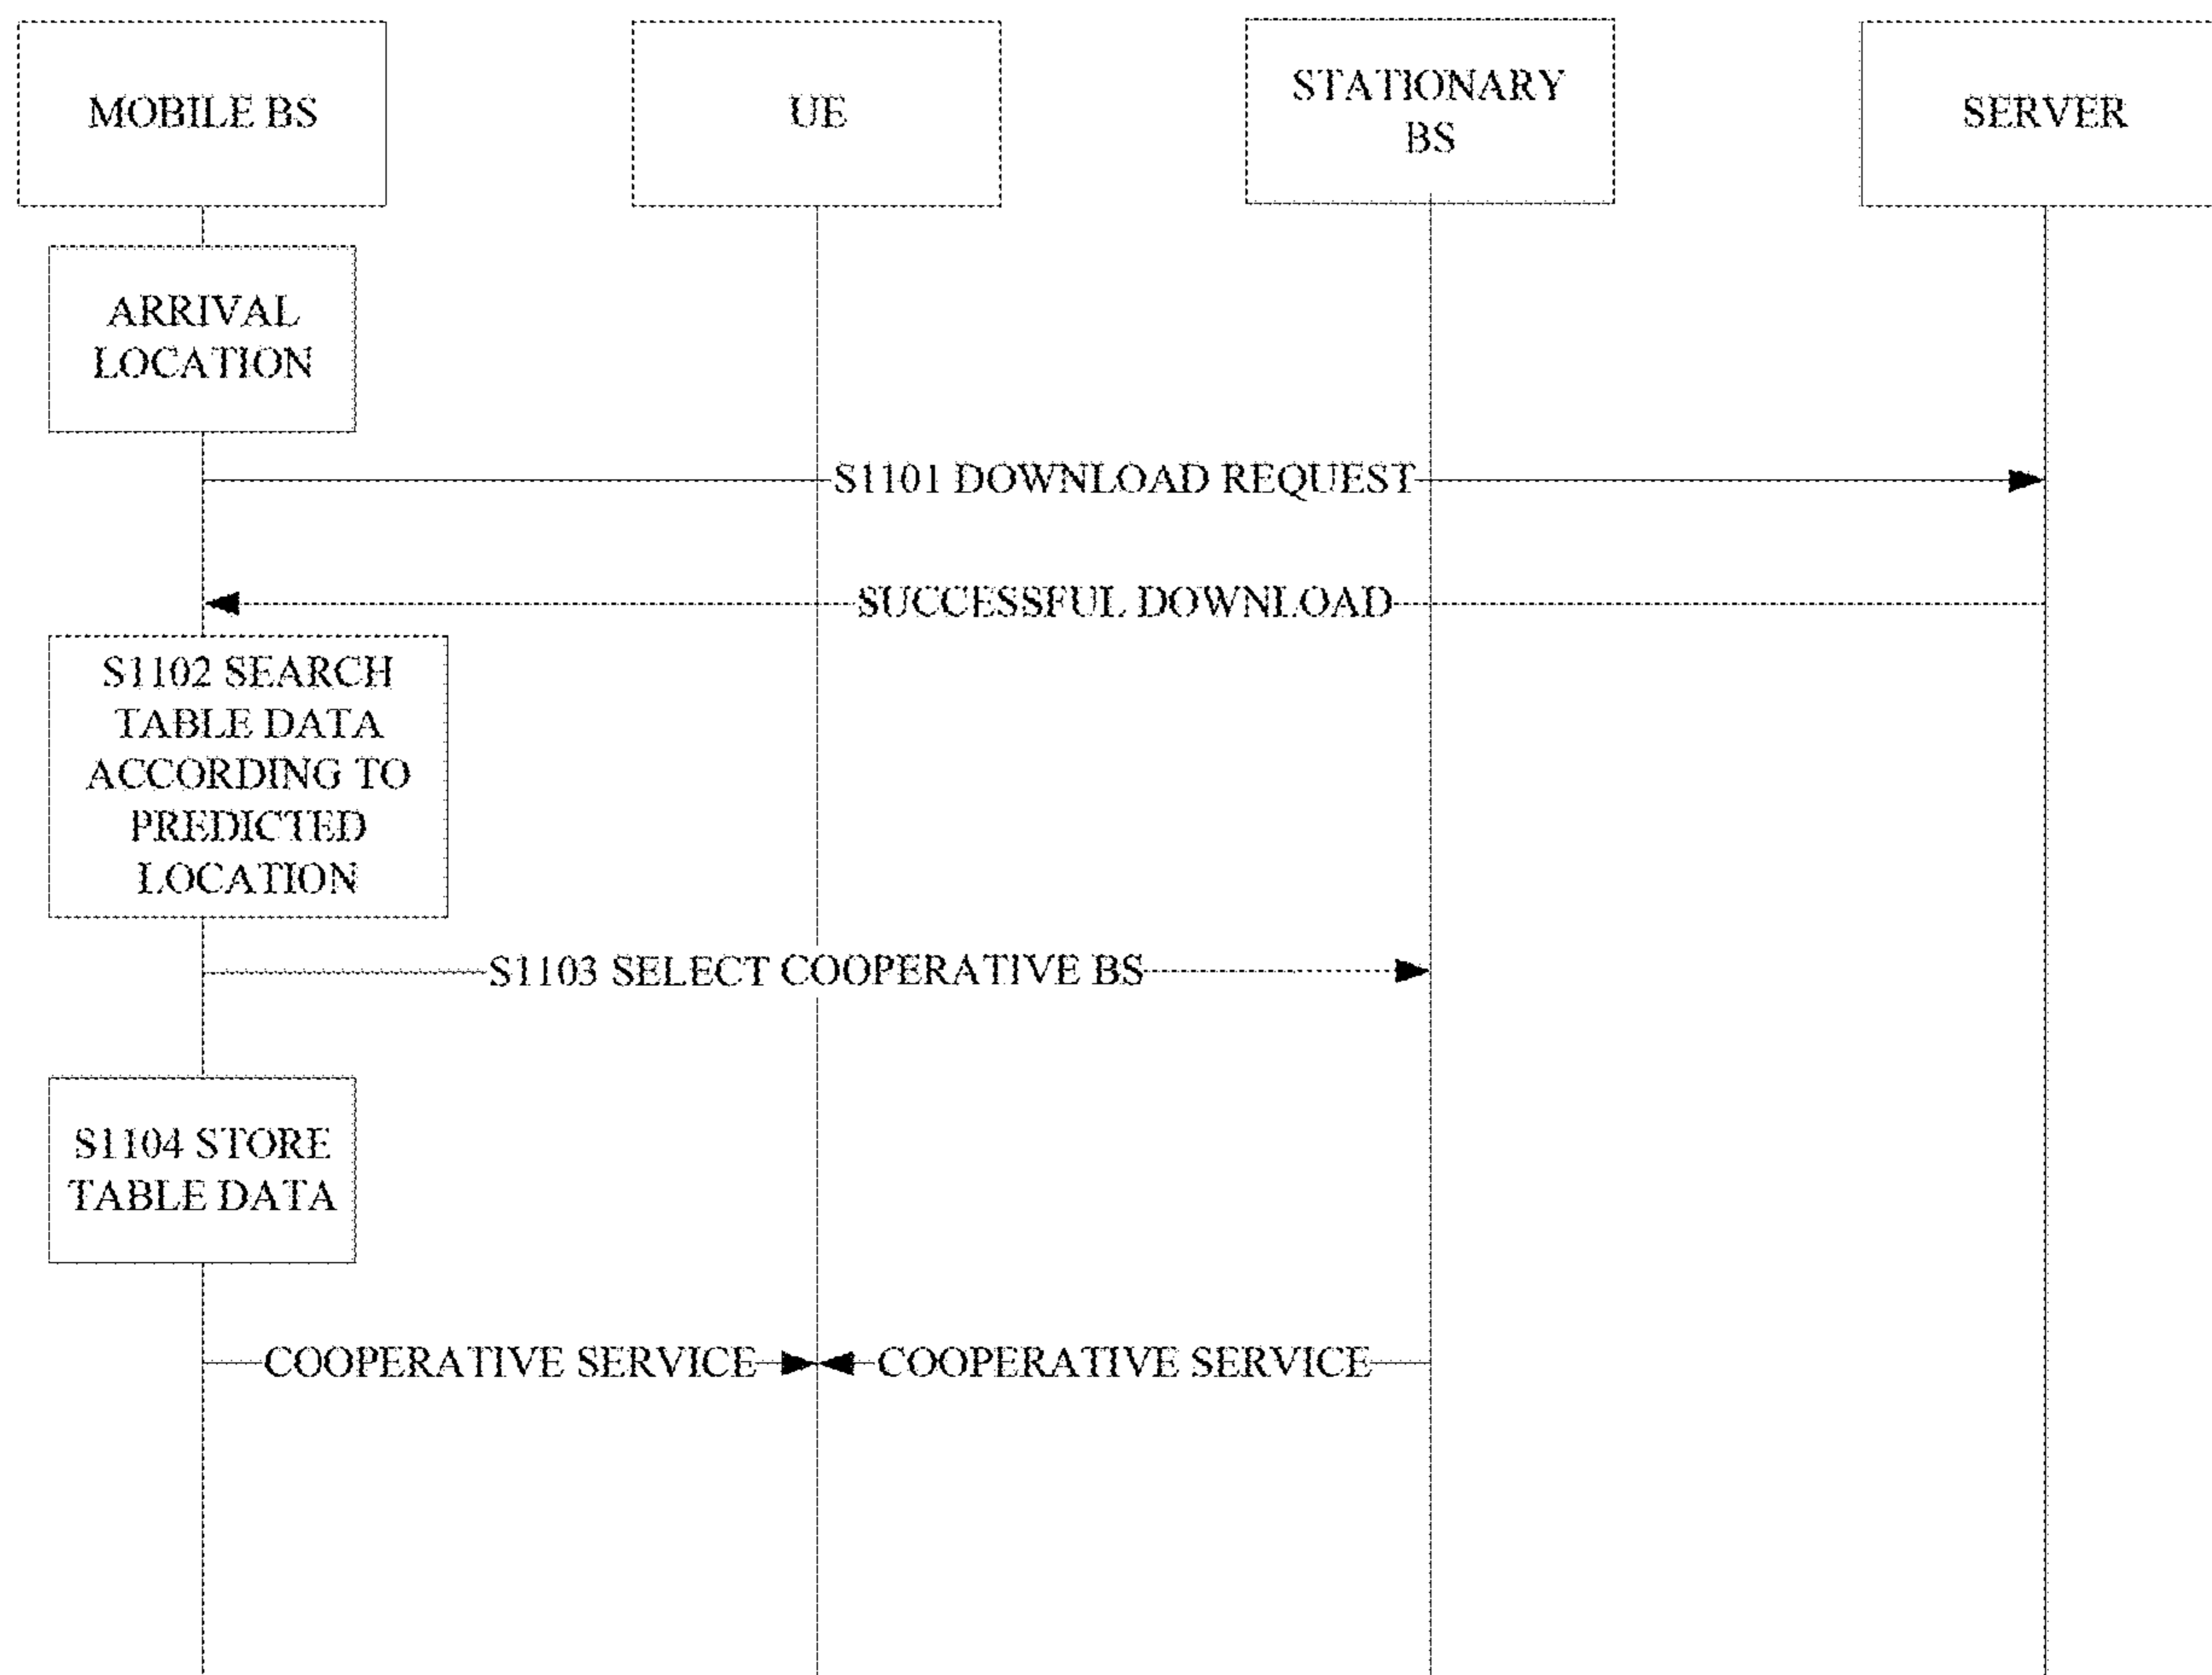 MOBILE BS
UE
STATIONARY
BS
SERVER
ARRIVAL
LOCATION
S1101 DOWNLOAD REQUEST
SUCCESSFUL DOWNLOAD
S1102 SEARCH
TABLE DATA
ACCORDING TO
PREDICTED
LOCATION
S1103 SELECT COOPERATIVE BS
S1104 STORE
TABLE DATA
COOPERATIVE SERVICE
COOPERATIVE SERVICE